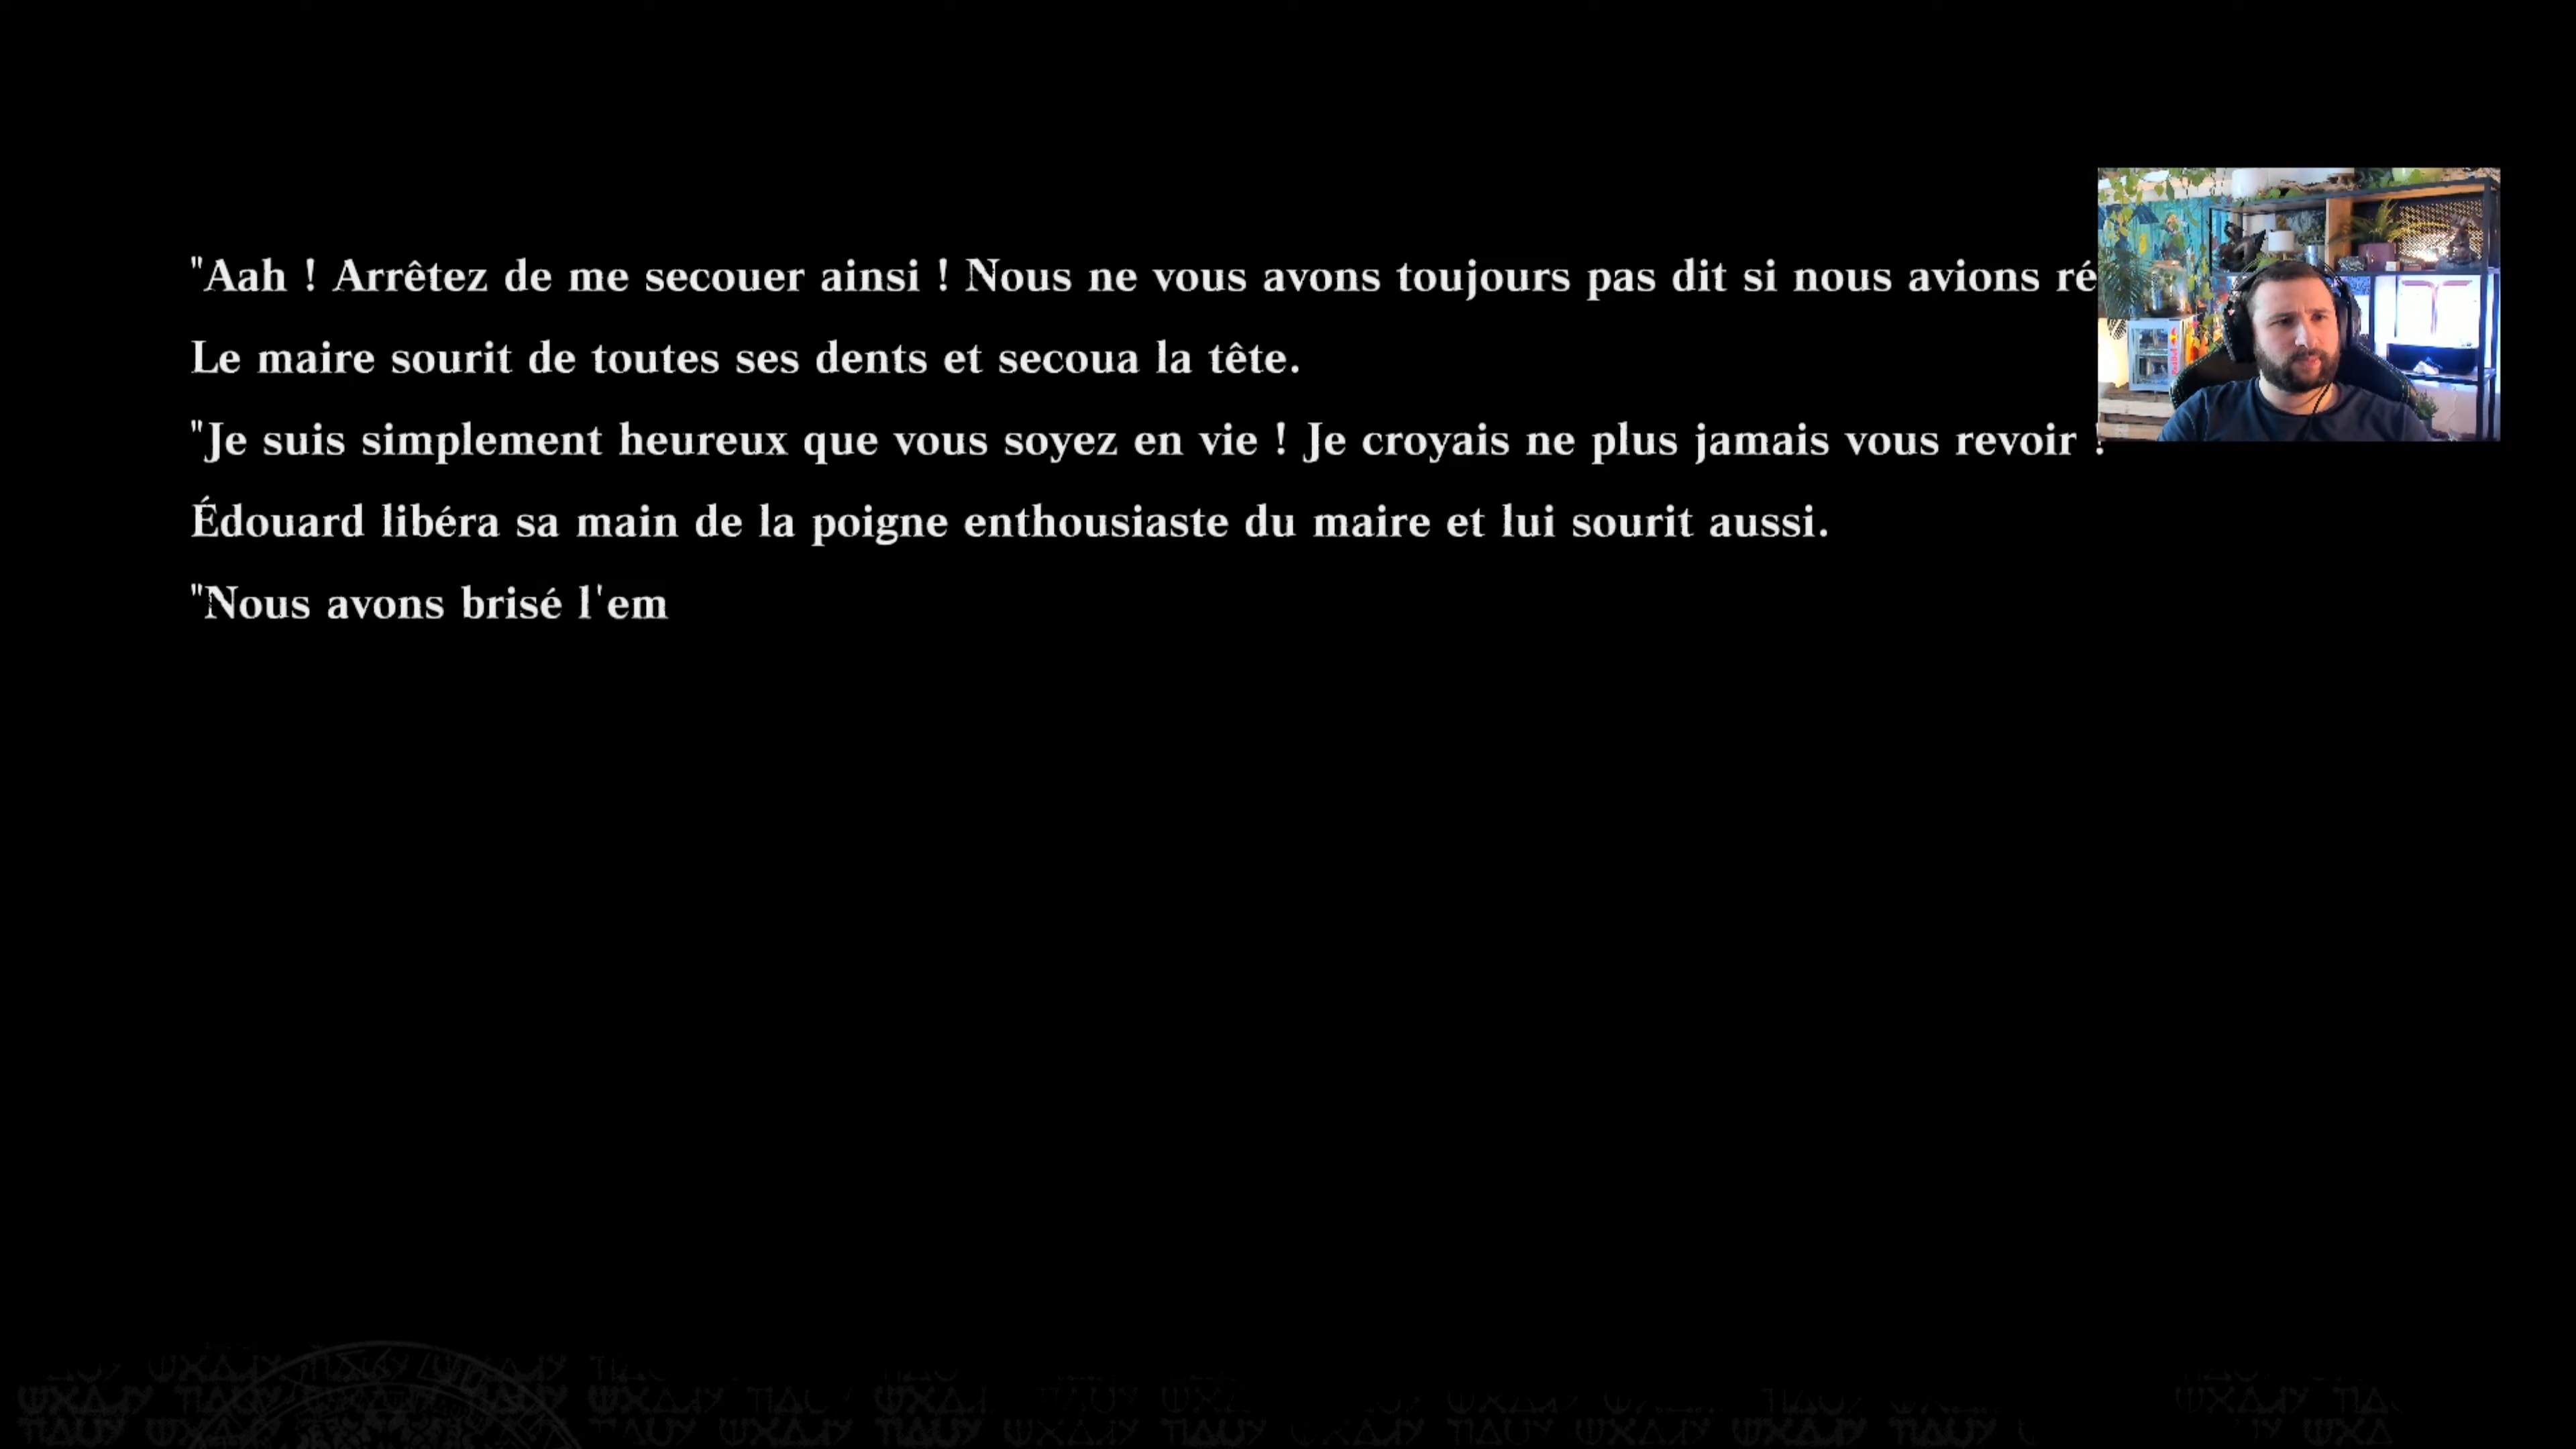 "Aah ! Arrêtez de me secouer ainsi ! Nous ne vous avons toujours pas dit si nous avions
Le maire sourit de toutes ses dents et secoua la tête.
"Je suis simplement heureux que vous soyez en vie ! Je croyais ne plus jamais vous revoir !
Édouard libéra sa main de la poigne enthousiaste du maire et lui sourit aussi.
"Nous avons brisé l'em